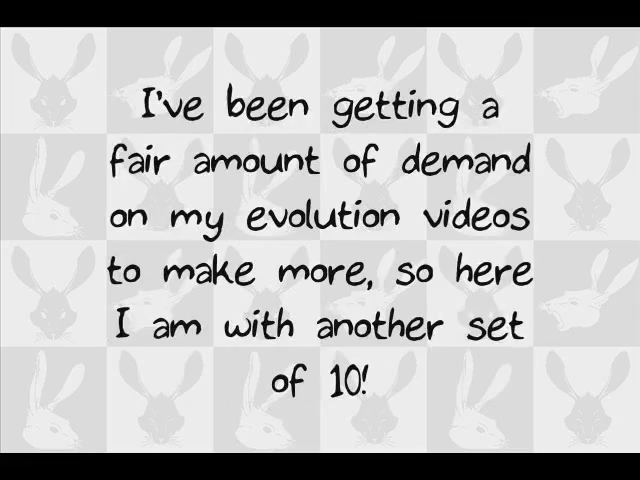 I've been getting a
fair amount of demand
on my evolution videos
to make more, so here
I am with another set
of 10!